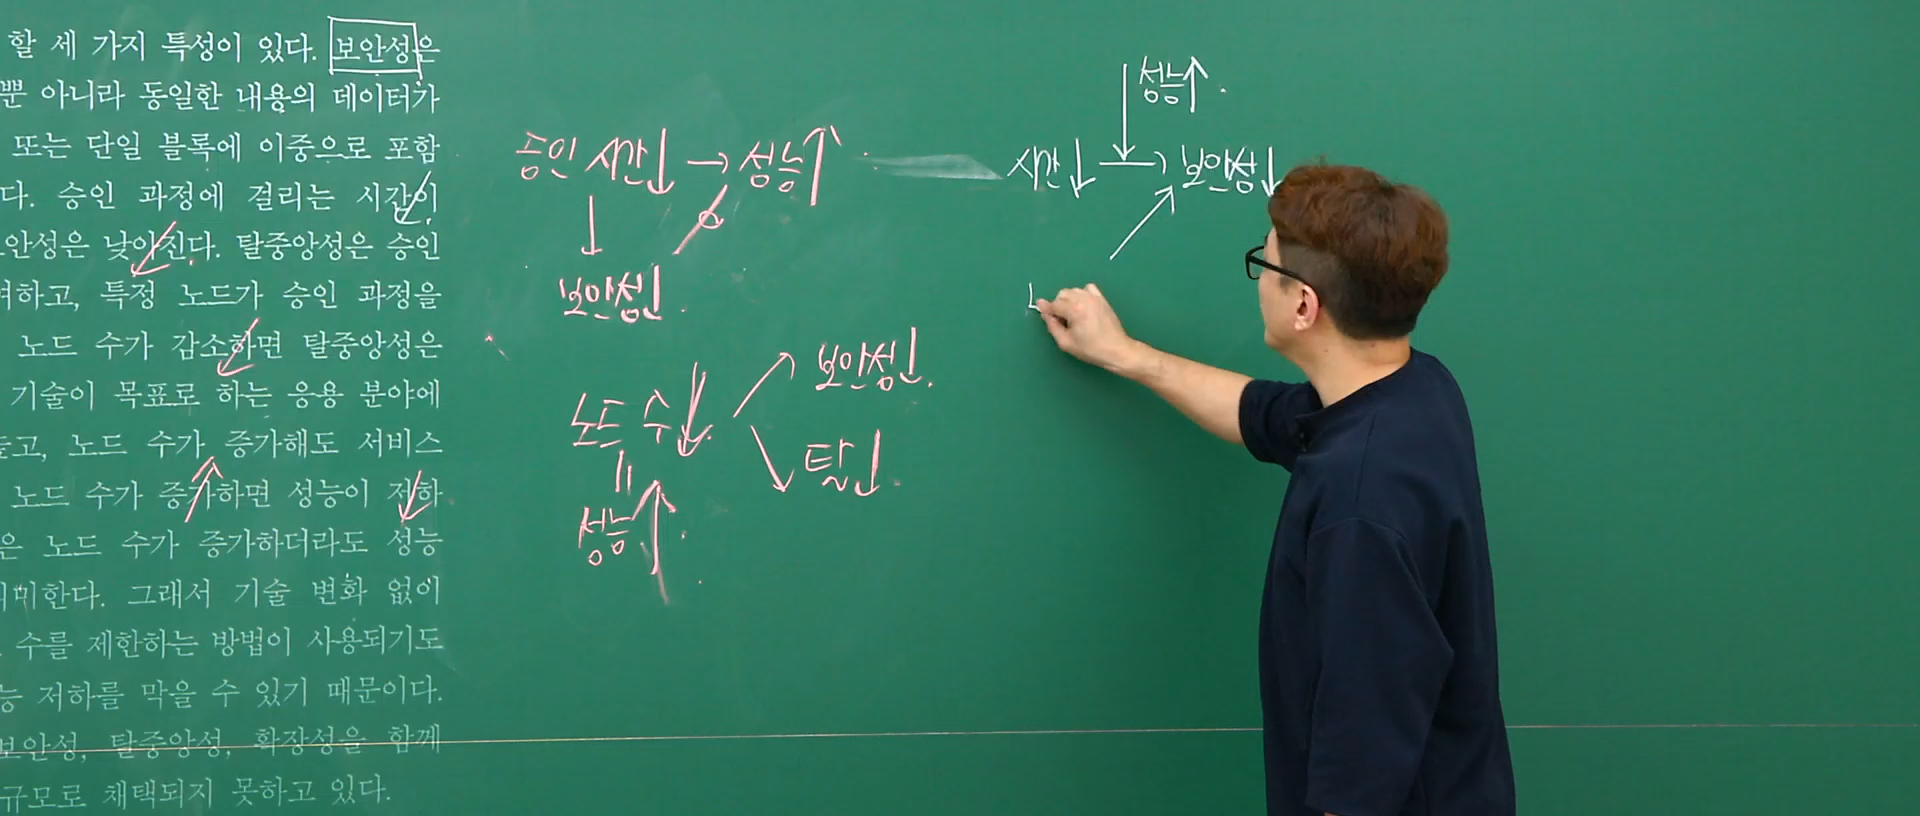 할 세 가지 특성이 있다. 보안성은
뿐 아니라 동일한 내용의 데이터가
또는 단일 블록에 이중으로 포함
다. 승인 과정에 걸리는 시간이
안성은 낮아진다. 탈중앙성은 승인
여하고, 특정 노드가 승인 과정을
노드 수가 감소하면 탈중앙성은
기술이 목표로 하는 응용 분야에
고, 노드 수가 증가해도 서비스
노드 수가 증가하면 성능이 저하
은 노드 수가 증가하더라도 성능
미한다. 그래서 기술 변화 없이
수를 제한하는 방법이 사용되기도
능 저하를 막을 수 있기 때문이다.
보안성, 탈중앙성, 확장성을 함께
규모로 채택되지 못하고 있다.
승인 시간↓ → 성능↑
↓
보안성↓.
노드 수↓.
보안성↓.
탈↓.
성능↑.
성능↑.
시간↓ → 보안성↓